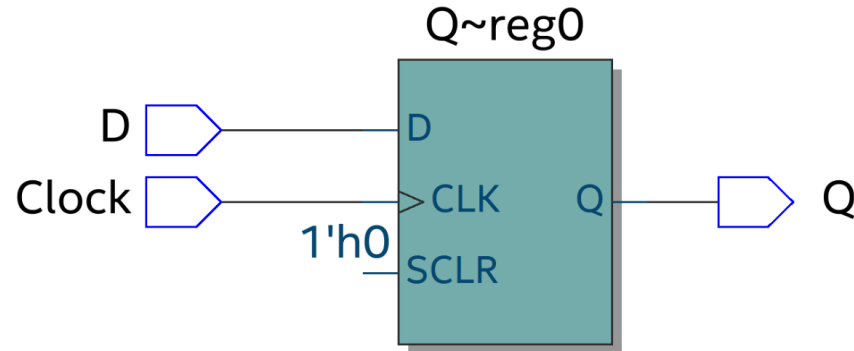 Q~reg0
D
D
Clock
CLK
Q
Q
1'h0
SCLR